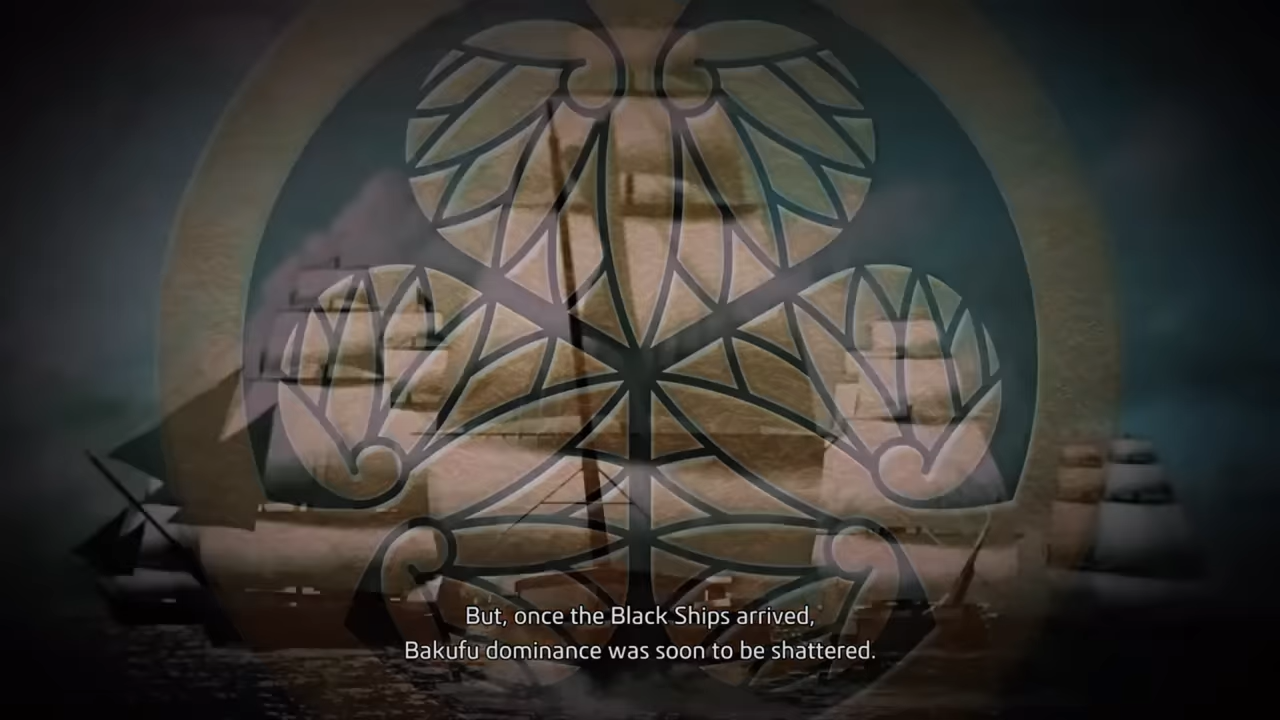 But, once the Black Ships arrived,
Bakufu dominance was soon to be shattered.